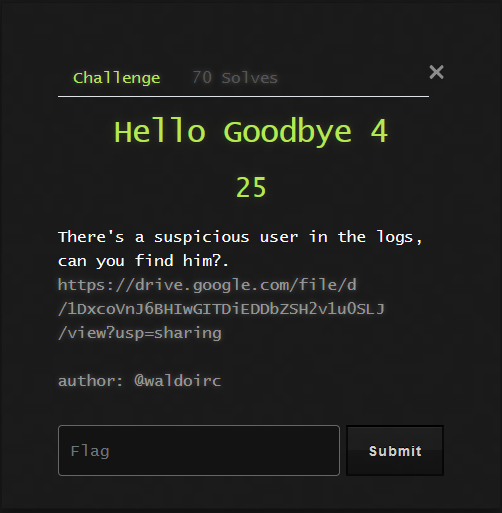 Challenge 70 Solves ×
Hello Goodbye 4
25
There's a suspicious user in the logs,
can you find him?.
https://drive.google.com/file/d
/1DxcoVnJ6BHIwGITDiEDDbZSH2v1u0SLJ
/view?usp=sharing
author: @waldoirc
Flag Submit